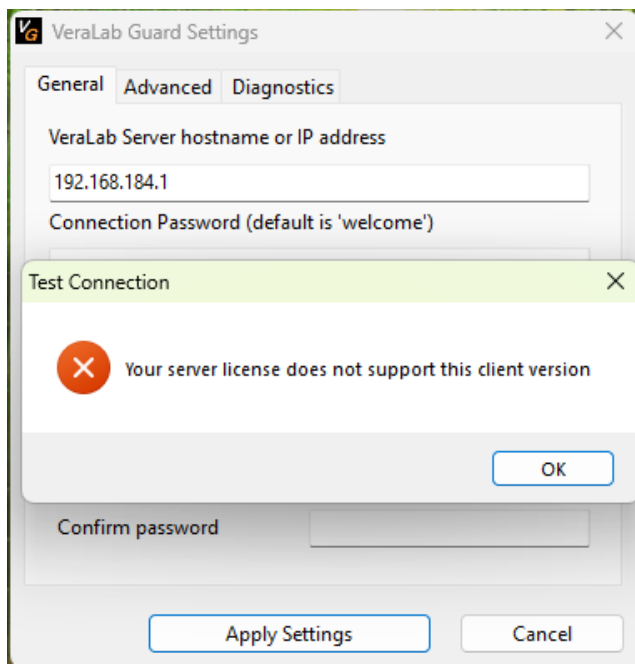 VG VeraLab Guard Settings
General Advanced Diagnostics
VeraLab Server hostname or IP address
192.168.184.1
Connection Password (default is 'welcome')
Test Connection
Your server license does not support this client version
OK
Confirm password
Apply Settings Cancel